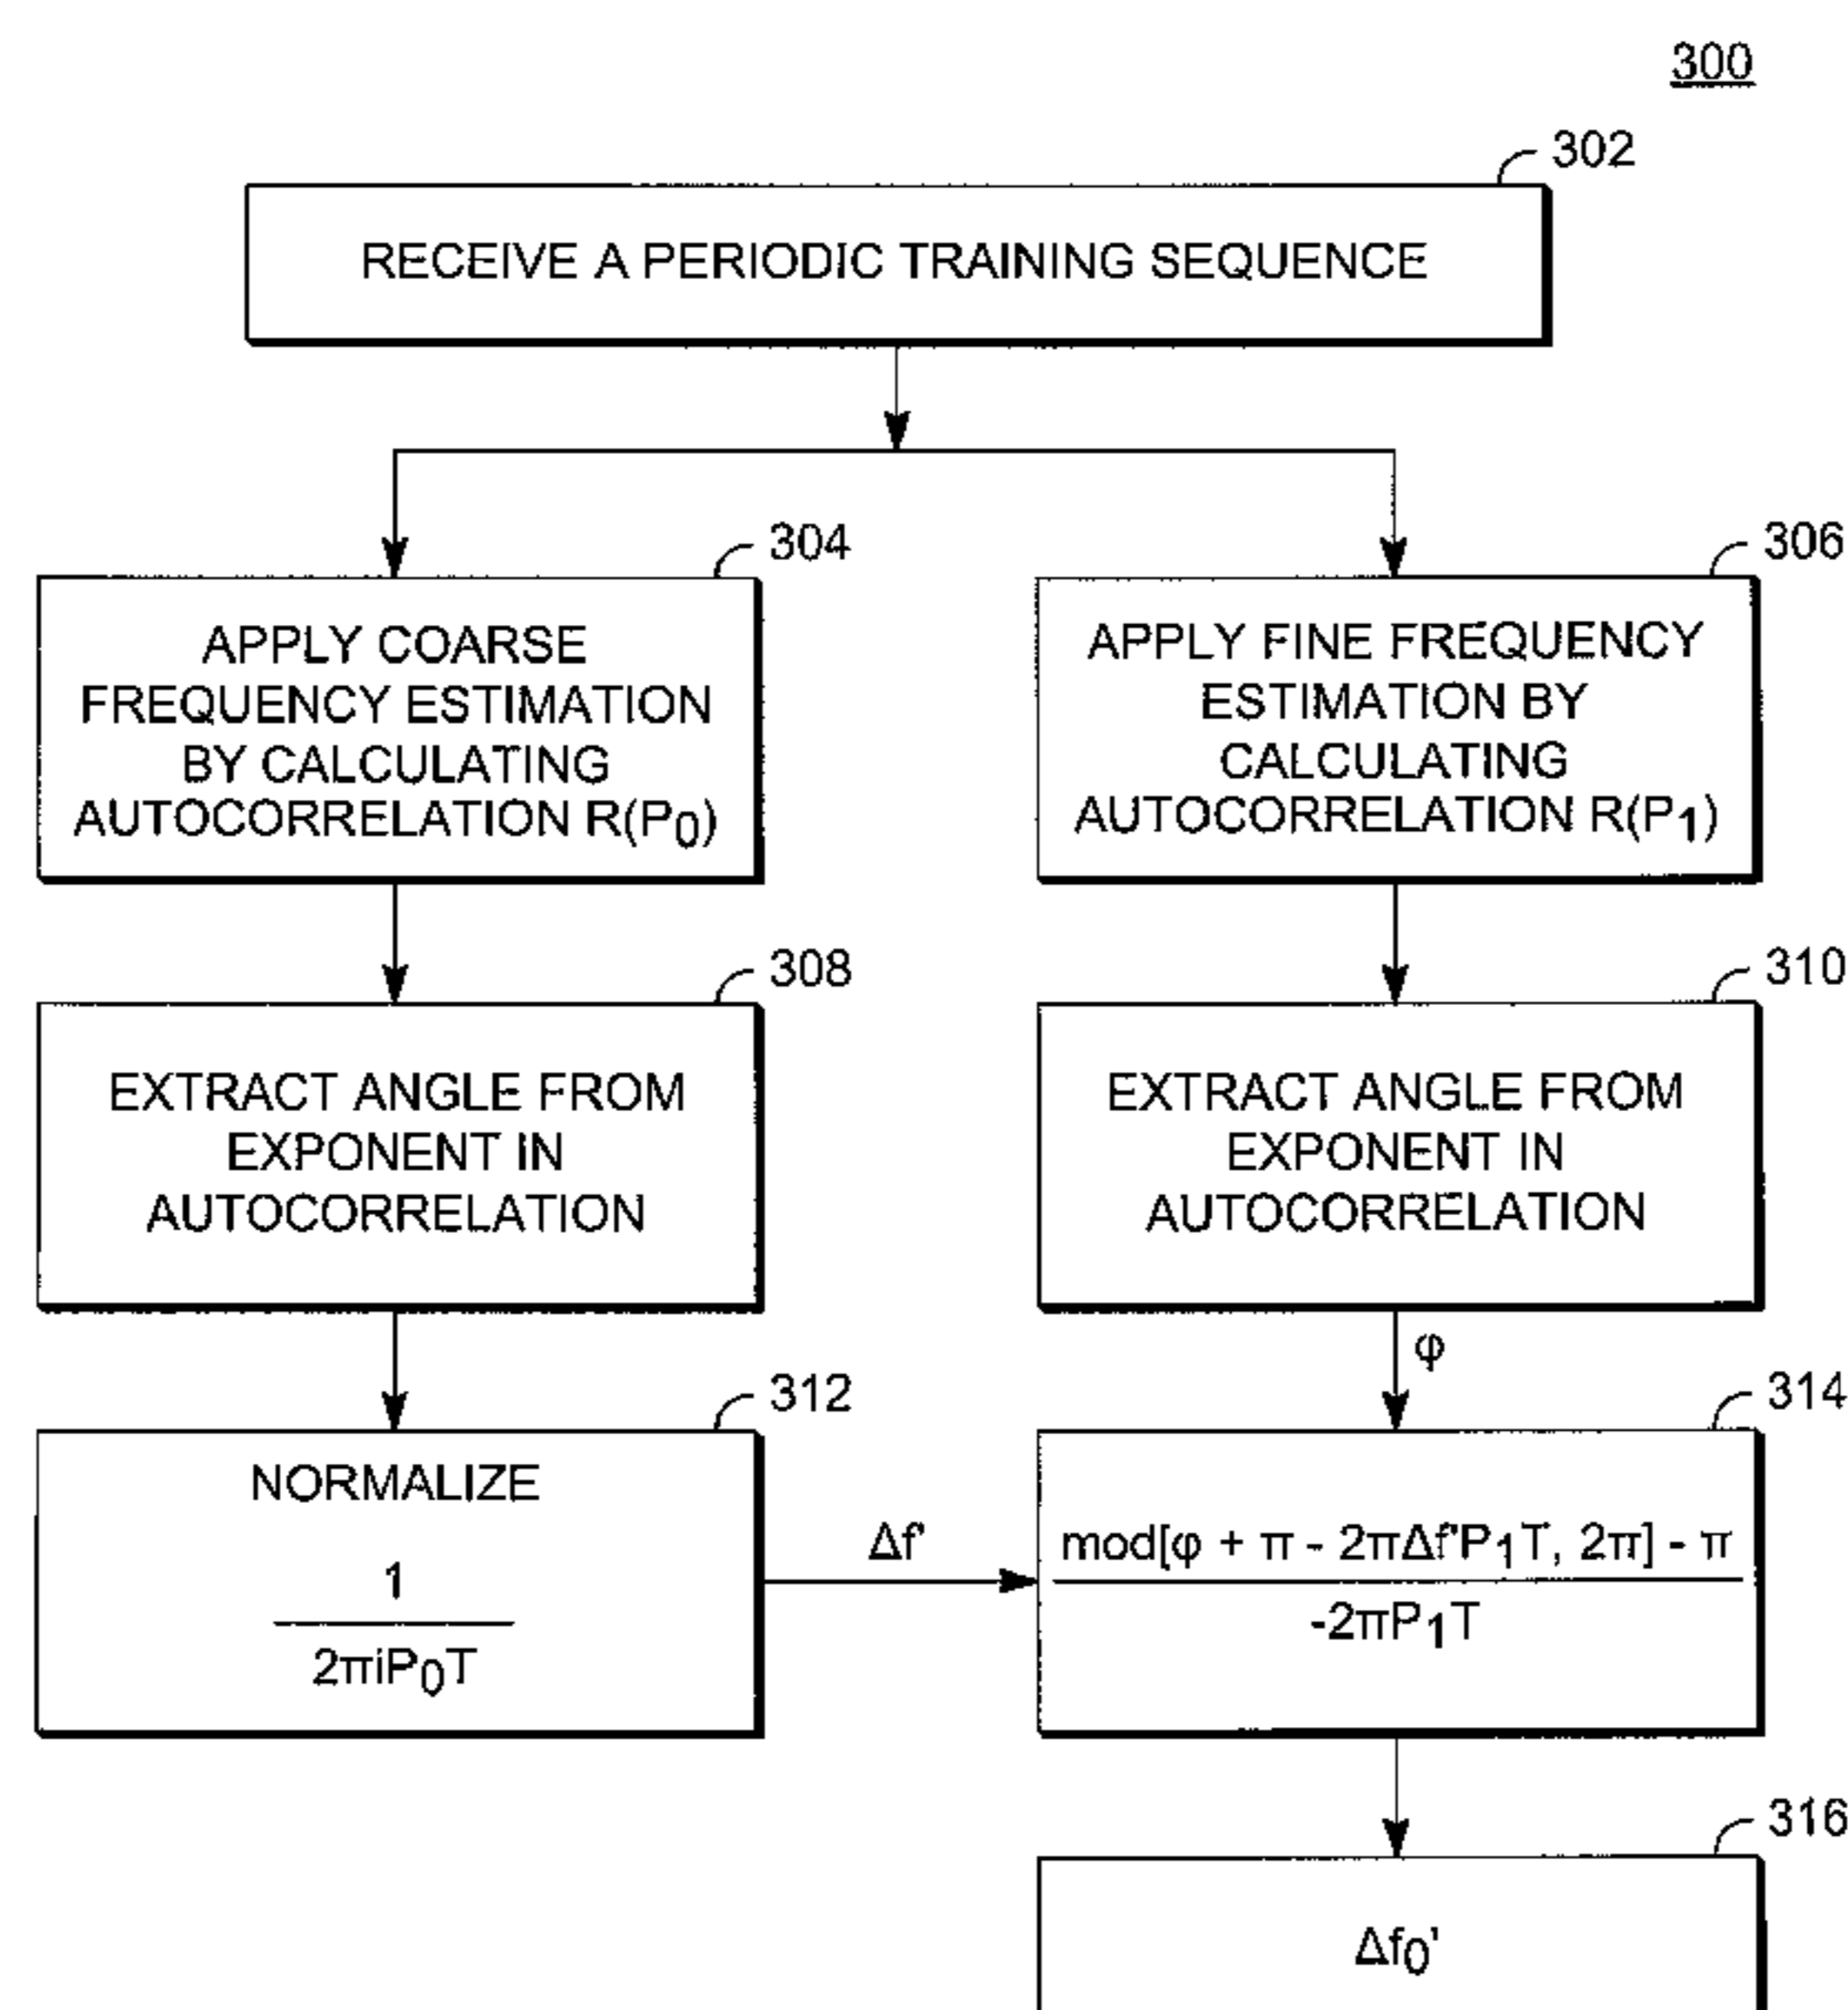 300
302
RECEIVE A PERIODIC TRAINING SEQUENCE
304
APPLY COARSE
FREQUENCY ESTIMATION
BY CALCULATING
AUTOCORRELATION R(P₀)
306
APPLY FINE FREQUENCY
ESTIMATION BY
CALCULATING
AUTOCORRELATION R(P₁)
308
EXTRACT ANGLE FROM
EXPONENT IN
AUTOCORRELATION
310
EXTRACT ANGLE FROM
EXPONENT IN
AUTOCORRELATION
φ
312
NORMALIZE
1
2πiP₀T
Δf'
314
mod[φ + π - 2πΔf'P₁T, 2π] - π
-2πP₁T
316
Δf₀'